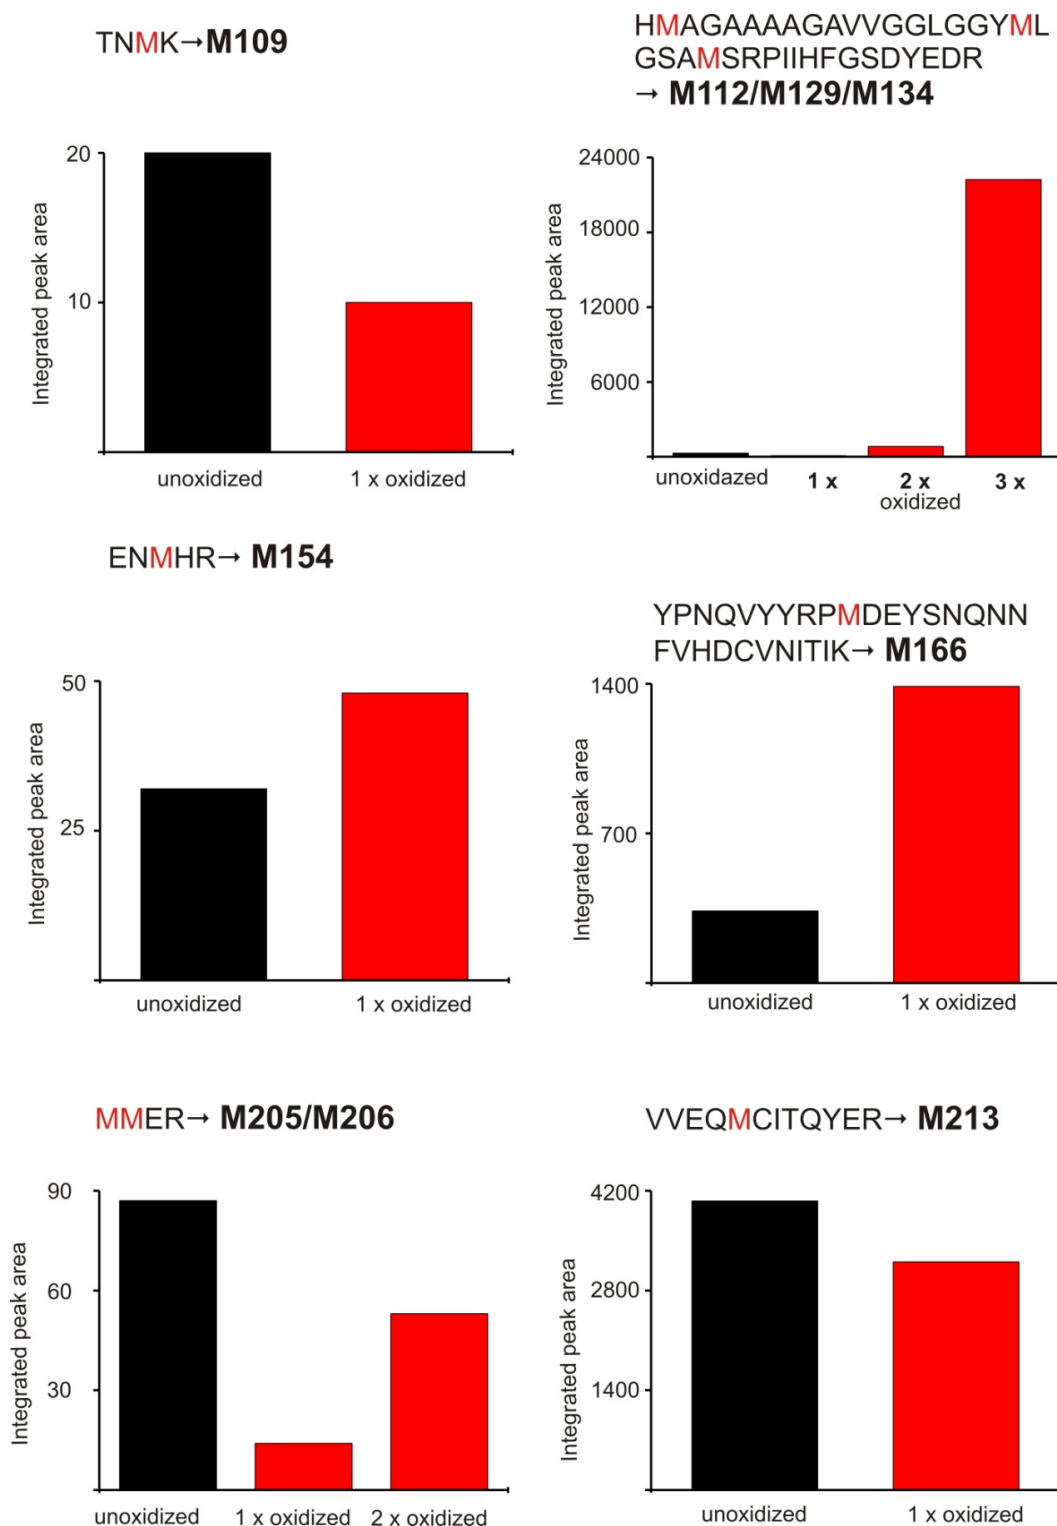 TNMK→M109
Integrated peak area
20
10
unoxidized
1 x oxidized
HMAGAAAAGAVVGGLGGYML
GSAMSRPIIHFGSDYEDR
→ M112/M129/M134
Integrated peak area
24000
18000
12000
6000
unoxidazed
1 x
2 x
3 x
oxidized
ENMHR→ M154
Integrated peak area
50
25
unoxidized
1 x oxidized
YPNQVYYRPMDEYSNQNN
FVHDCVNITIK→ M166
Integrated peak area
1400
700
unoxidized
1 x oxidized
MMER→ M205/M206
Integrated peak area
90
60
30
unoxidized
1 x oxidized
2 x oxidized
VVEQMCITQYER→ M213
Integrated peak area
4200
2800
1400
unoxidized
1 x oxidized